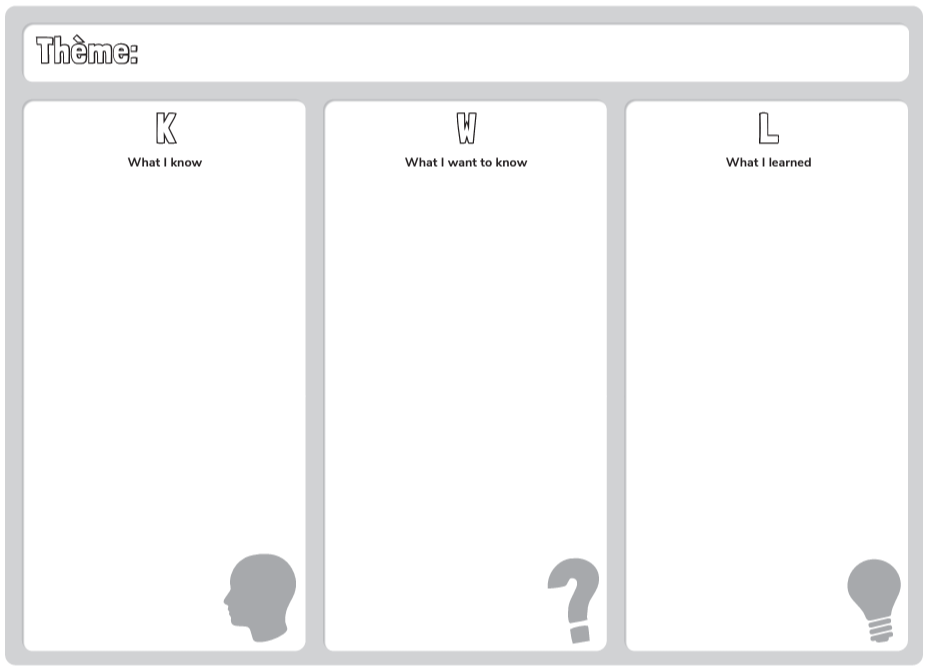 Thème:
K
What I know
W
What I want to know
L
What I learned